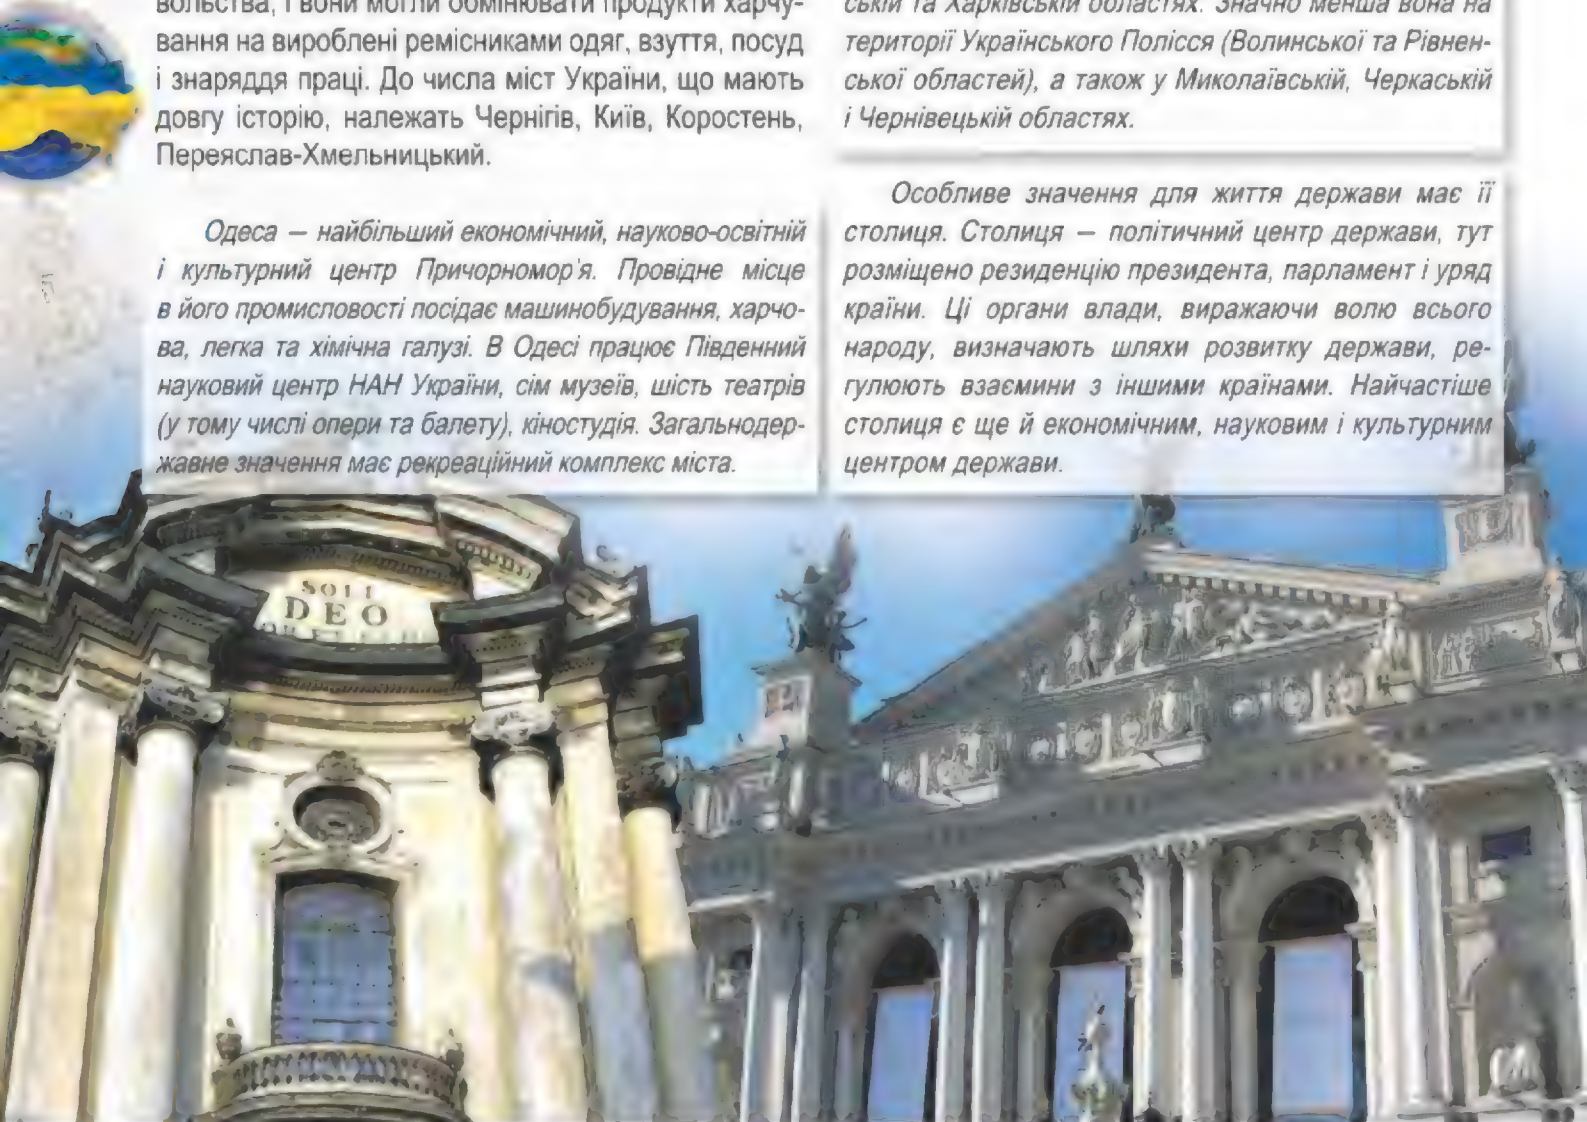 вольства, і вони могли обмінювати продукти харчу-
вання на вироблені ремісниками одяг, взуття, посуд
і знаряддя праці. До числа міст України, що мають
довгу історію, належать Чернігів, Київ, Коростень,
Переяслав-Хмельницький.
Одеса – найбільший економічний, науково-освітній
і культурний центр Причорномор'я. Провідне місце
в його промисловості посідає машинобудування, харчо-
ва, легка та хімічна галузі. В Одесі працює Південний
науковий центр НАН України, сім музеїв, шість театрів
(у тому числі опери та балету), кіностудія. Загальнодер-
жавне значення має рекреаційний комплекс міста.
ській та Харківській областях. Значно менша вона на
території Українського Полісся (Волинської та Рівнен-
ської областей), а також у Миколаївській, Черкаській
і Чернівецькій областях.
Особливе значення для життя держави має її
столиця. Столиця – політичний центр держави, тут
розміщено резиденцію президента, парламент і уряд
країни. Ці органи влади, виражаючи волю всього
народу, визначають шляхи розвитку держави, ре-
гулюють взаємини з іншими країнами. Найчастіше
столиця є ще й економічним, науковим і культурним
центром держави.
SOLI
DEO